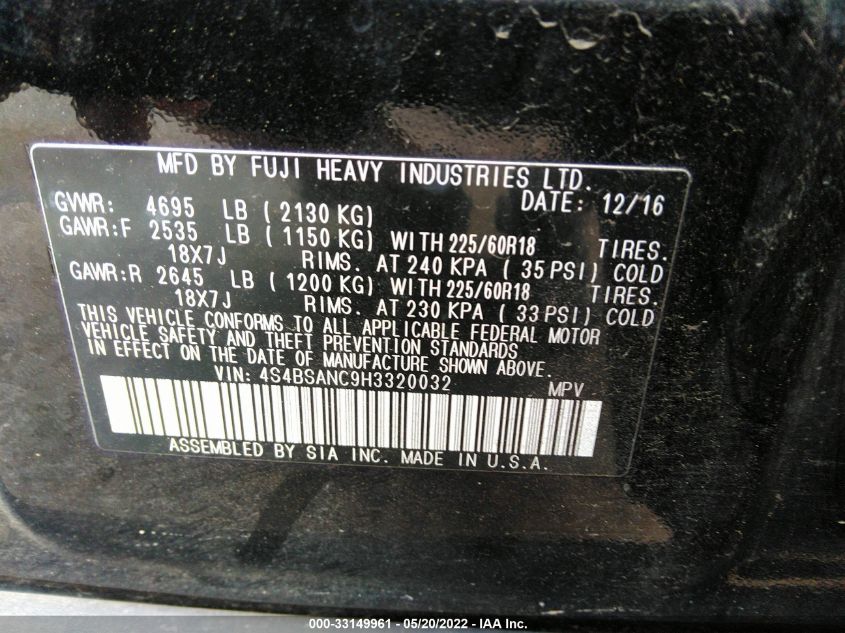 MFD BY FUJI HEAVY INDUSTRIES LTD.
GVWR: 4695 LB ( 2130 KG) DATE: 12/16
GAWR:F 2535 LB ( 1150 KG) WITH 225/60R18 TIRES.
18X7J RIMS. AT 240 KPA ( 35 PSI) COLD
GAWR:R 2645 LB ( 1200 KG) WITH 225/60R18 TIRES.
18X7J RIMS. AT 230 KPA ( 33 PSI) COLD
THIS VEHICLE CONFORMS TO ALL APPLICABLE FEDERAL MOTOR
VEHICLE SAFETY AND THEFT PREVENTION STANDARDS
IN EFFECT ON THE DATE OF MANUFACTURE SHOWN ABOVE.
VIN: 4S4BSANC9H3320032 MPV
ASSEMBLED BY SIA INC. MADE IN U.S.A.
000-33149961 - 05/20/2022 - IAA Inc.